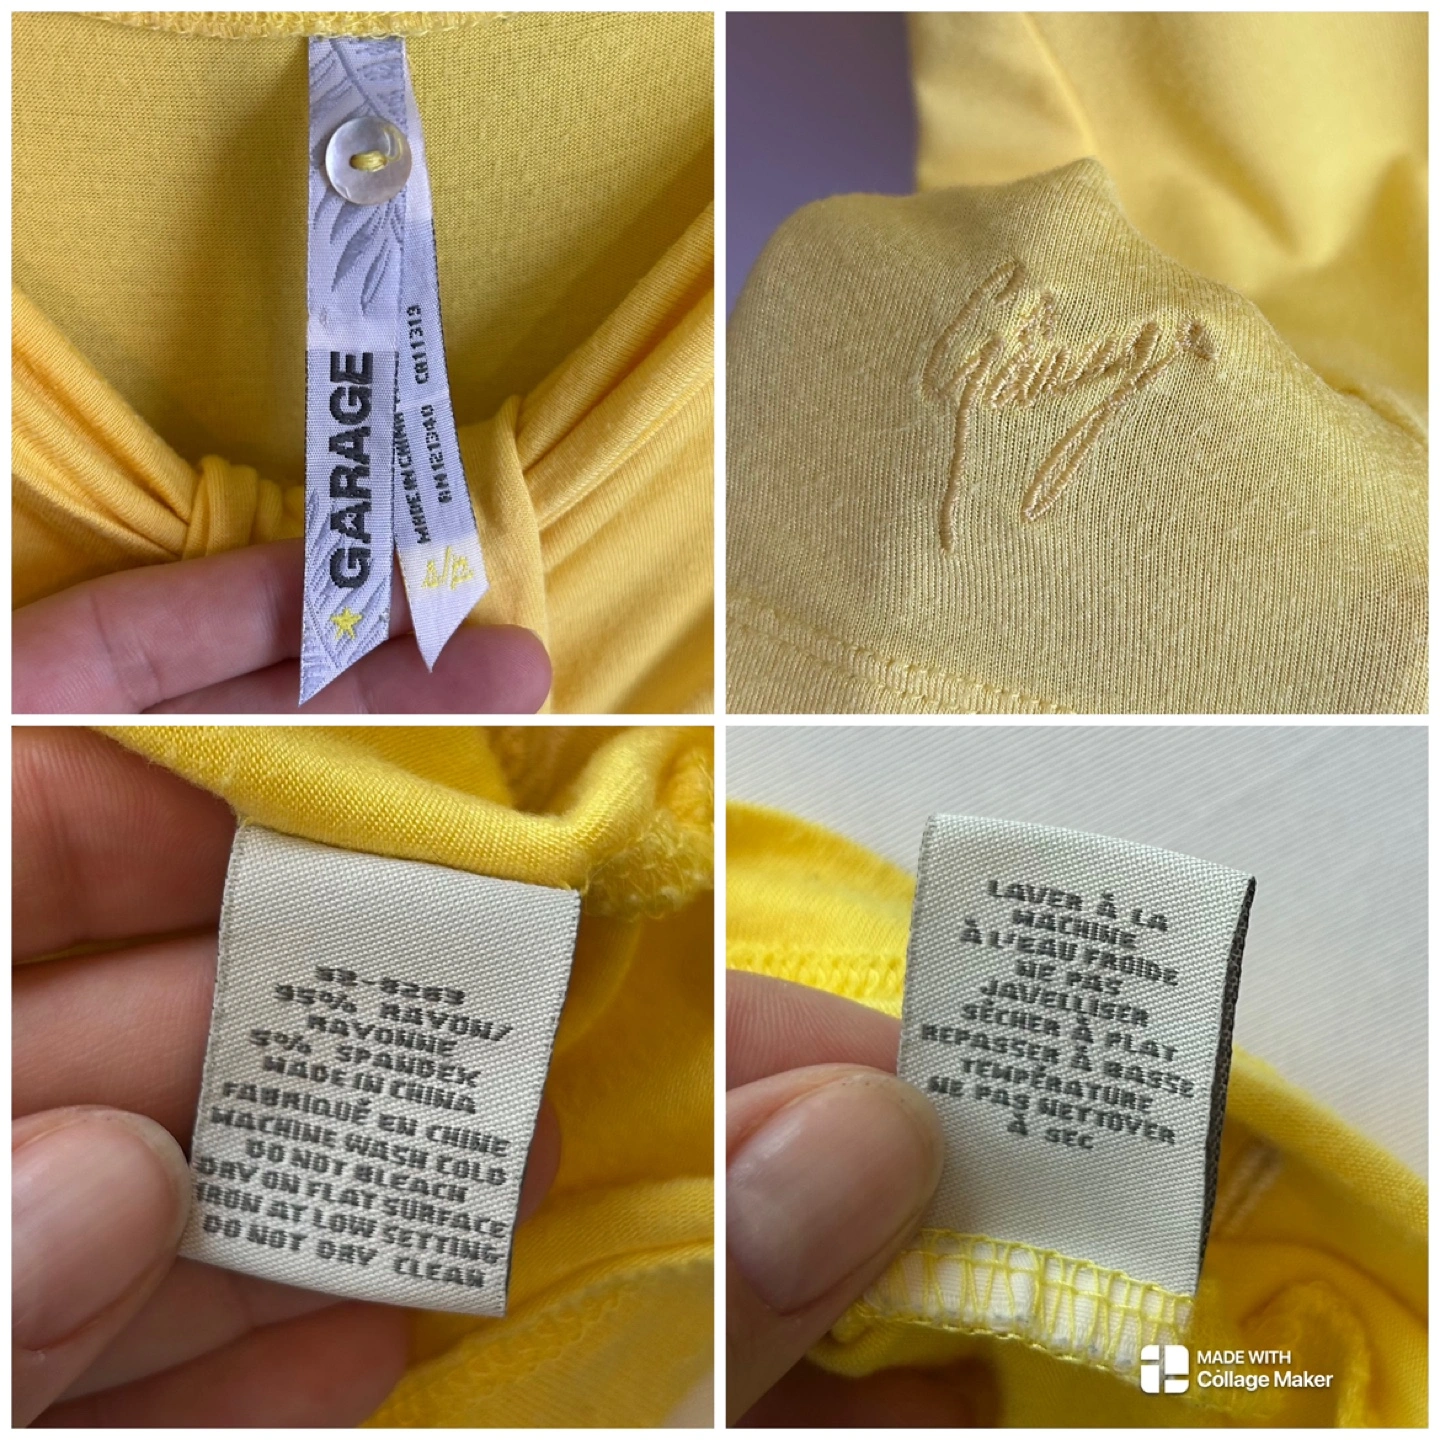 GARAGE
MADE IN CHINA
RN121340 CA11313
Garage
32-8263
95% RAYON/
RAYONNE
5% SPANDEX
MADE IN CHINA
FABRIQUÉ EN CHINE
MACHINE WASH COLD
DO NOT BLEACH
DRY ON FLAT SURFACE
IRON AT LOW SETTING
DO NOT DRY CLEAN
LAVER À LA
MACHINE
À L'EAU FROIDE
NE PAS
JAVELLISER
SÉCHER À PLAT
REPASSER À BASSE
TEMPÉRATURE
NE PAS NETTOYER
À SEC
MADE WITH
Còllage Maker